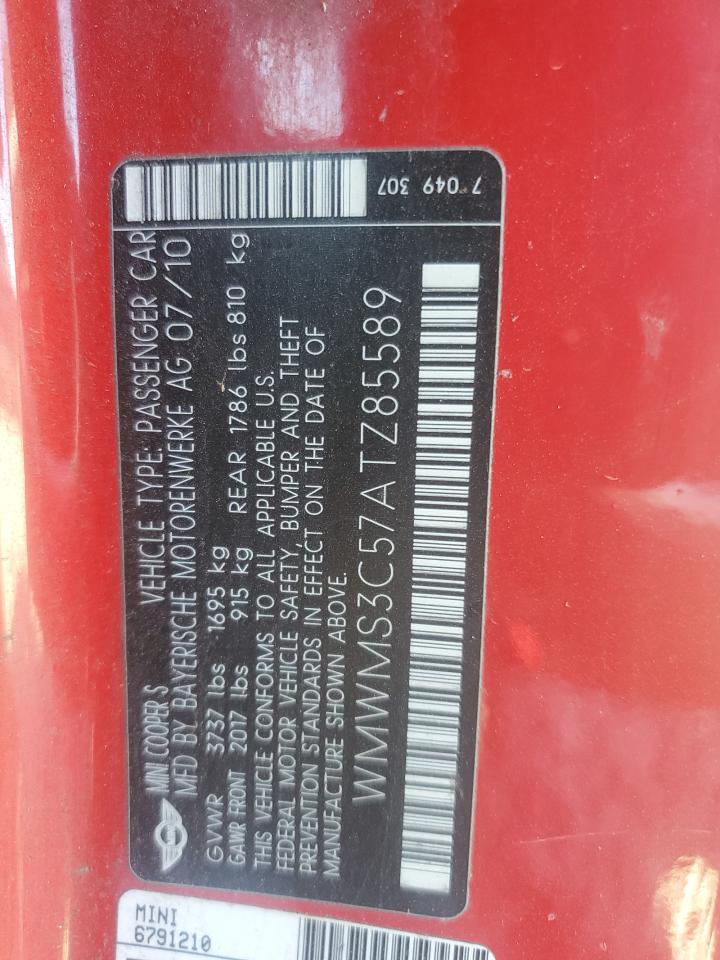 7 049 307
MINI COOPER S VEHICLE TYPE: PASSENGER CAR
MFD BY BAYERISCHE MOTORENWERKE AG 07/10
GVWR 3737 lbs 1695 kg
GAWR FRONT 2017 lbs 915 kg REAR 1786 lbs 810 kg
THIS VEHICLE CONFORMS TO ALL APPLICABLE U.S.
FEDERAL MOTOR VEHICLE SAFETY, BUMPER AND THEFT
PREVENTION STANDARDS IN EFFECT ON THE DATE OF
MANUFACTURE SHOWN ABOVE.
WMWMS3C57ATZ85589
MINI
6791210